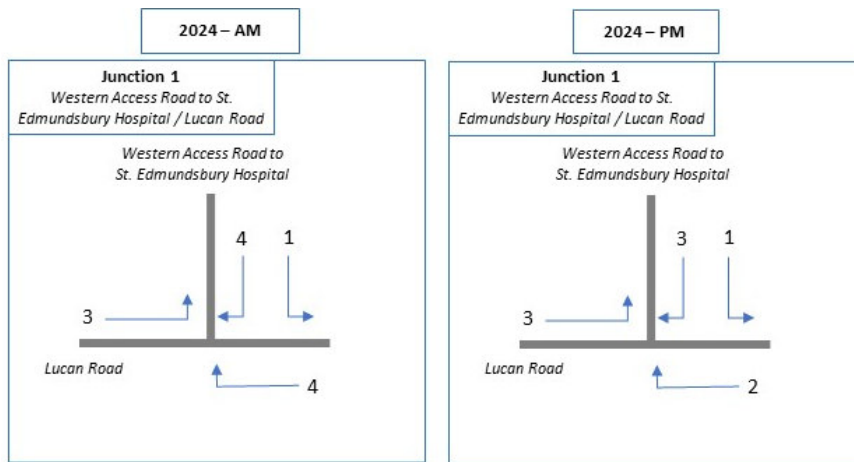 2024 – AM
Junction 1
Western Access Road to St.
Edmundsbury Hospital / Lucan Road
Western Access Road to
St. Edmundsbury Hospital
4
1
3
Lucan Road
4
2024 – PM
Junction 1
Western Access Road to St.
Edmundsbury Hospital / Lucan Road
Western Access Road to
St. Edmundsbury Hospital
3
1
3
Lucan Road
2